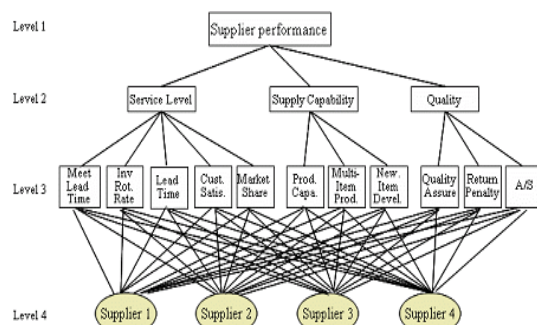 Level 1
Supplier performance
Level 2
Service Level
Supply Capability
Quality
Level 3
Meet
Lead
Time
Inv
Rot.
Rate
Lead
Time
Cust.
Satis.
Market
Share
Prod.
Capa.
Multi-
Item
Prod.
New.
Item
Devel.
Quality
Assure
Return
Penalty
A/S
Level 4
Supplier 1
Supplier 2
Supplier 3
Supplier 4